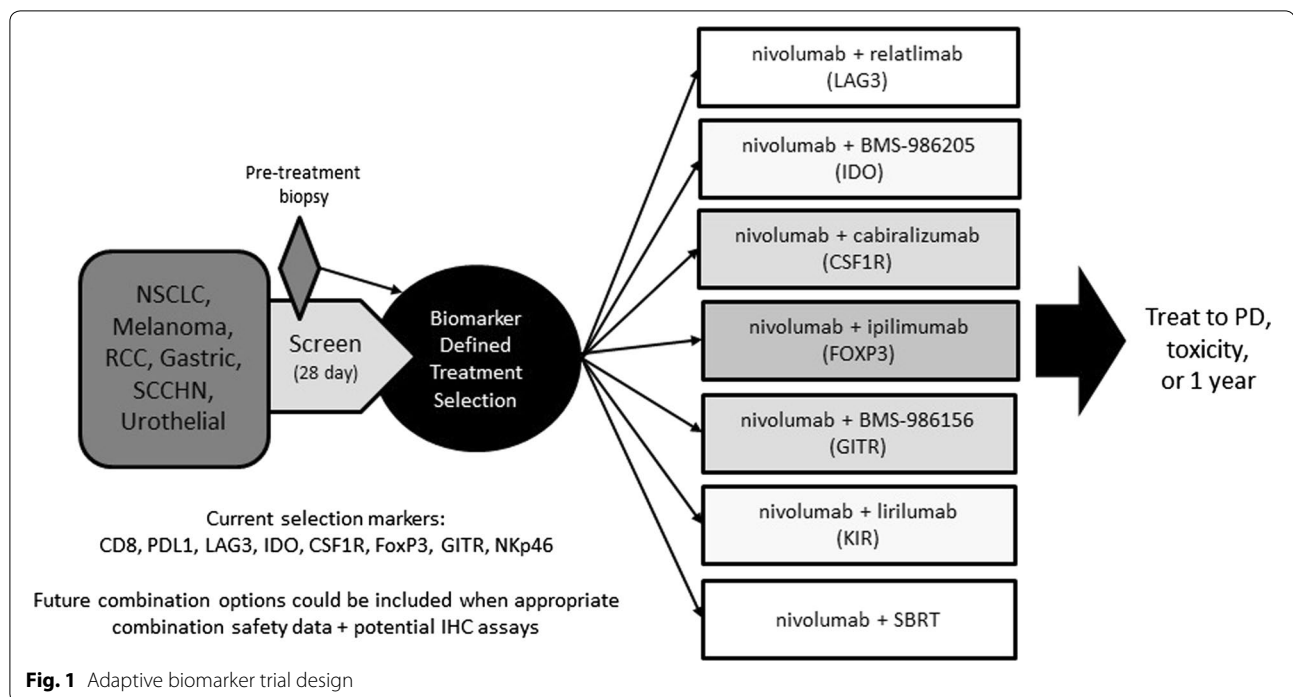 Pre-treatment
biopsy
NSCLC,
Melanoma,
RCC, Gastric,
SCCHN,
Urothelial
Screen
(28 day)
Biomarker
Defined
Treatment
Selection
nivolumab + relatlimab
(LAG3)
nivolumab + BMS-986205
(IDO)
nivolumab + cabiralizumab
(CSF1R)
nivolumab + ipilimumab
(FOXP3)
nivolumab + BMS-986156
(GITR)
nivolumab + lirilumab
(KIR)
nivolumab + SBRT
Treat to PD,
toxicity,
or 1 year
Current selection markers:
CD8, PDL1, LAG3, IDO, CSF1R, FoxP3, GITR, NKp46
Future combination options could be included when appropriate
combination safety data + potential IHC assays
Fig. 1 Adaptive biomarker trial design